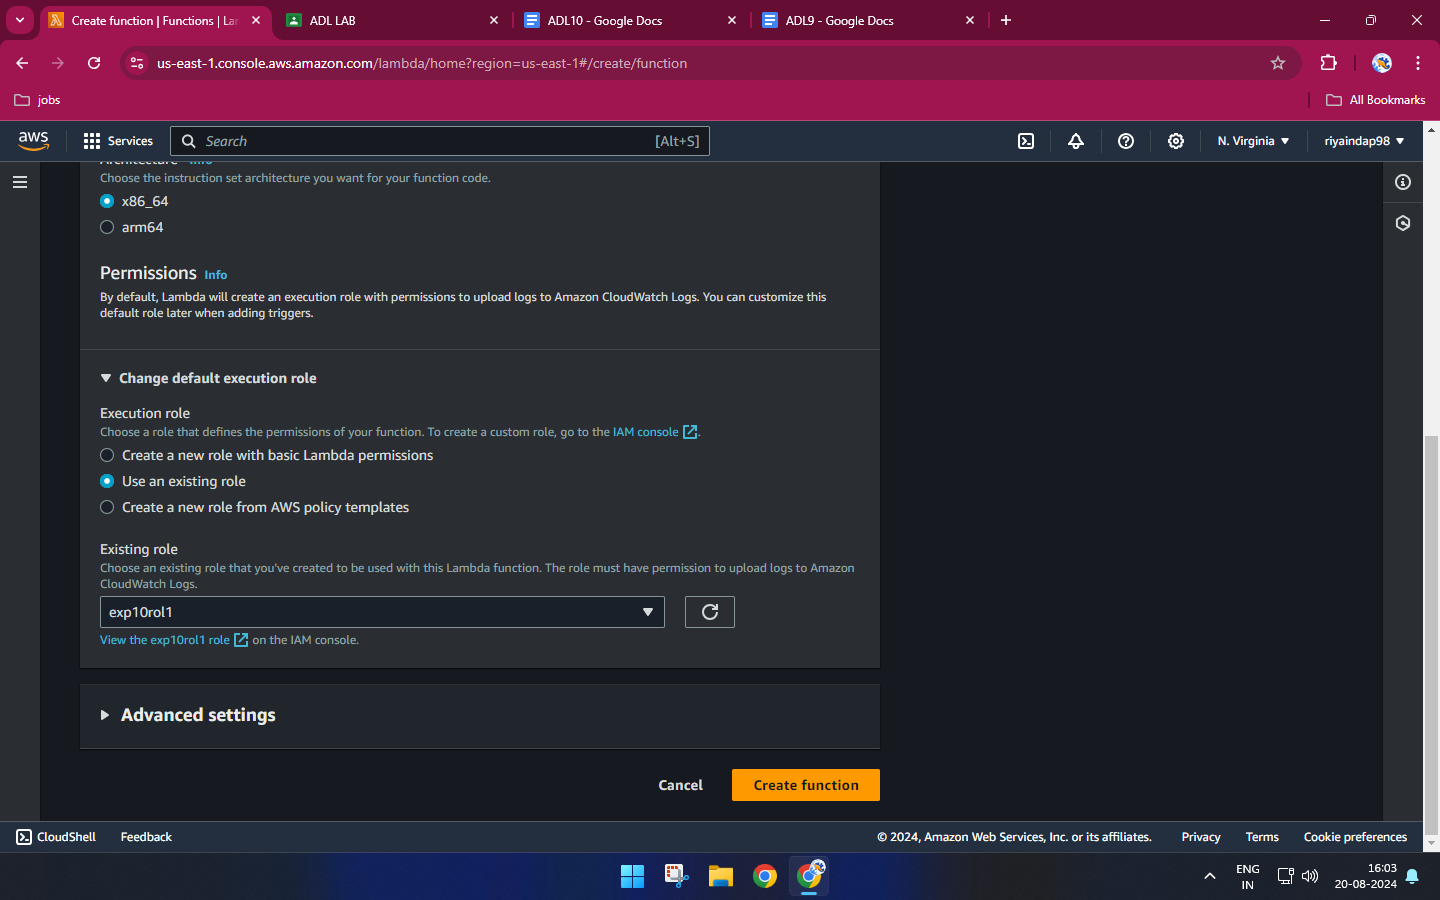 Create function | Functions | La
ADL LAB
ADL10 - Google Docs
ADL9 - Google Docs
us-east-1.console.aws.amazon.com/lambda/home?region=us-east-1#/create/function
jobs
All Bookmarks
aws
Services
Search
[Alt+S]
N. Virginia
riyaindap98
Architecture Info
Choose the instruction set architecture you want for your function code.
x86_64
arm64
Permissions Info
By default, Lambda will create an execution role with permissions to upload logs to Amazon CloudWatch Logs. You can customize this
default role later when adding triggers.
Change default execution role
Execution role
Choose a role that defines the permissions of your function. To create a custom role, go to the IAM console.
Create a new role with basic Lambda permissions
Use an existing role
Create a new role from AWS policy templates
Existing role
Choose an existing role that you've created to be used with this Lambda function. The role must have permission to upload logs to Amazon
CloudWatch Logs.
exp10rol1
View the exp10rol1 role on the IAM console.
Advanced settings
Cancel
Create function
CloudShell
Feedback
© 2024, Amazon Web Services, Inc. or its affiliates.
Privacy
Terms
Cookie preferences
ENG
IN
16:03
20-08-2024